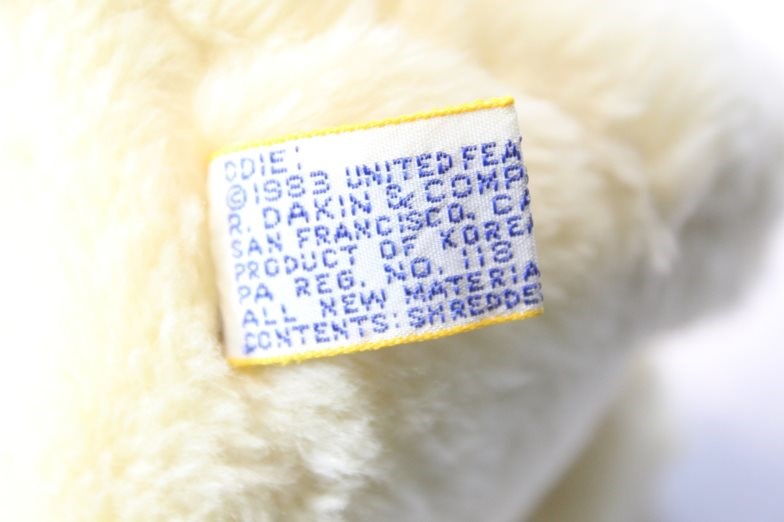 ODIE:
©1983 UNITED FEA
R. DAKIN & COMP
SAN FRANCISCO, CA
PRODUCT OF KOREA
PA REG. NO. 118
ALL NEW MATERIA
CONTENTS: SHREDDE